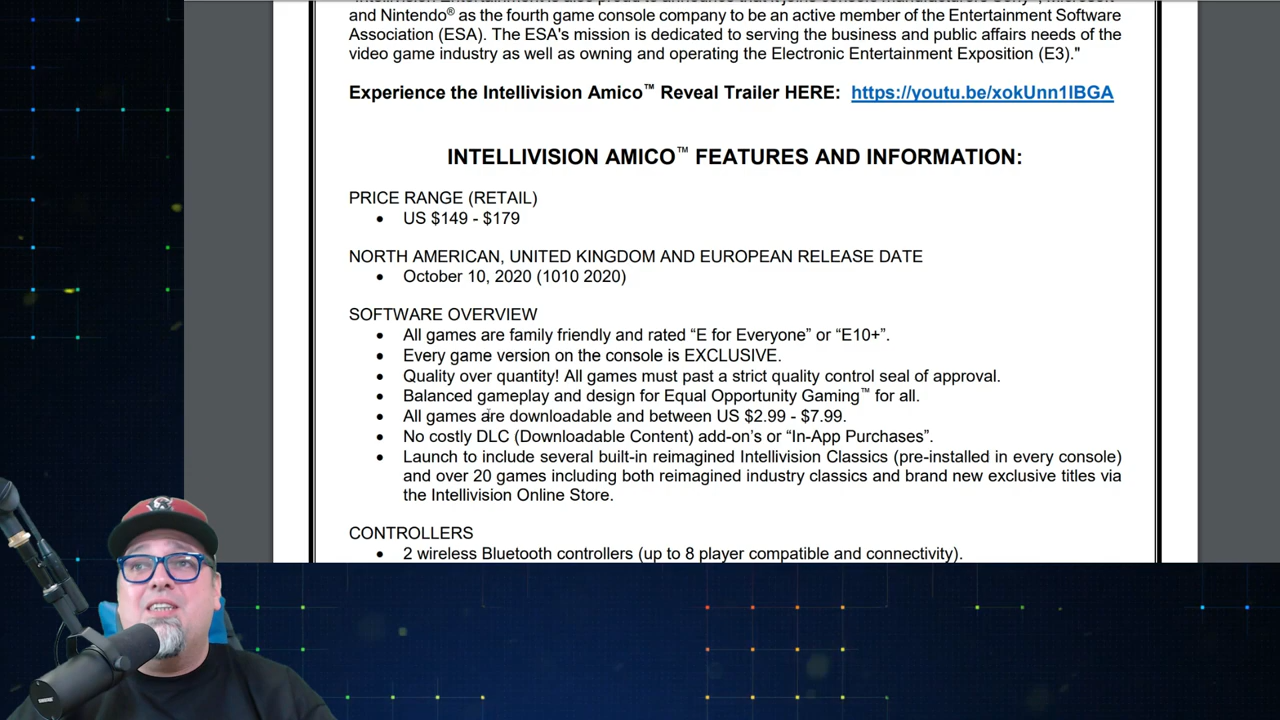 and Nintendo® as the fourth game console company to be an active member of the Entertainment Software
Association (ESA). The ESA's mission is dedicated to serving the business and public affairs needs of the
video game industry as well as owning and operating the Electronic Entertainment Exposition (E3)."
Experience the Intellivision Amico™ Reveal Trailer HERE: https://youtu.be/xokUnn1lBGA
INTELLIVISION AMICO™ FEATURES AND INFORMATION:
PRICE RANGE (RETAIL)
• US $149 - $179
NORTH AMERICAN, UNITED KINGDOM AND EUROPEAN RELEASE DATE
• October 10, 2020 (1010 2020)
SOFTWARE OVERVIEW
• All games are family friendly and rated “E for Everyone” or “E10+”.
• Every game version on the console is EXCLUSIVE.
• Quality over quantity! All games must past a strict quality control seal of approval.
• Balanced gameplay and design for Equal Opportunity Gaming™ for all.
• All games are downloadable and between US $2.99 - $7.99.
• No costly DLC (Downloadable Content) add-on’s or “In-App Purchases”.
• Launch to include several built-in reimagined Intellivision Classics (pre-installed in every console)
and over 20 games including both reimagined industry classics and brand new exclusive titles via
the Intellivision Online Store.
CONTROLLERS
• 2 wireless Bluetooth controllers (up to 8 player compatible and connectivity).